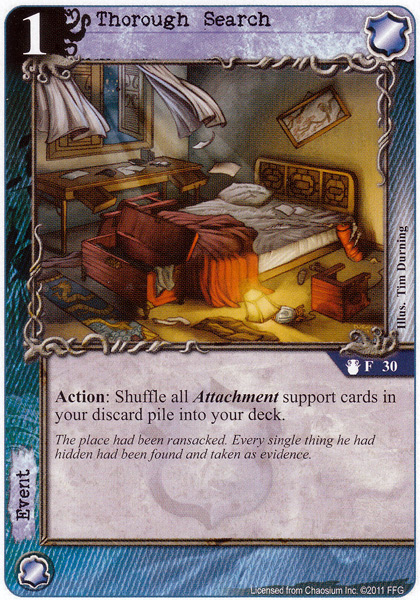 1
Thorough Search
Illus. Tim Durning
F 30
Action: Shuffle all Attachment support cards in
your discard pile into your deck.
The place had been ransacked. Every single thing he had
hidden had been found and taken as evidence.
Event
Licensed from Chaosium Inc. ©2011 FFG